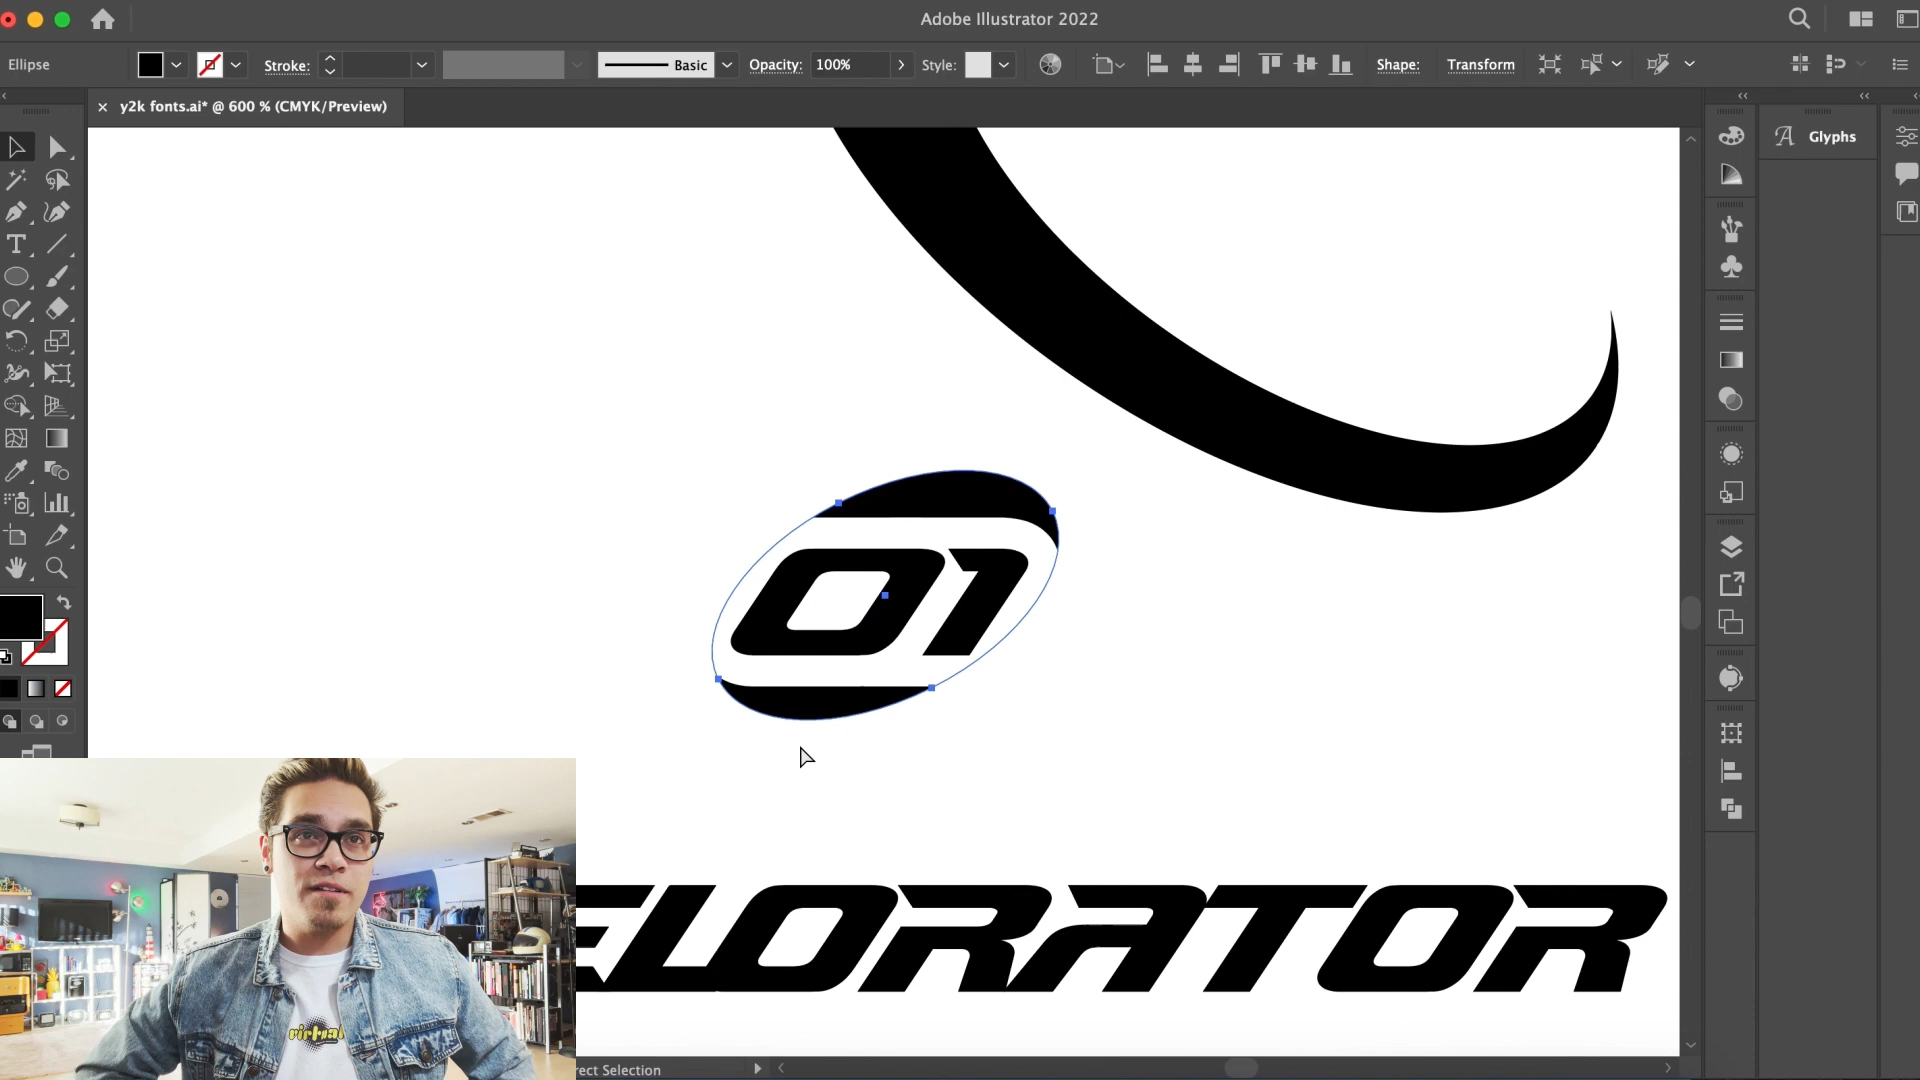 Adobe Illustrator 2022
Ellipse
Stroke:
Basic
Opacity:
100%
Style:
Shape:
Transform
y2k fonts.ai* @ 600 % (CMYK/Preview)
Glyphs
01
ELORATOR
virtual
rect Selection